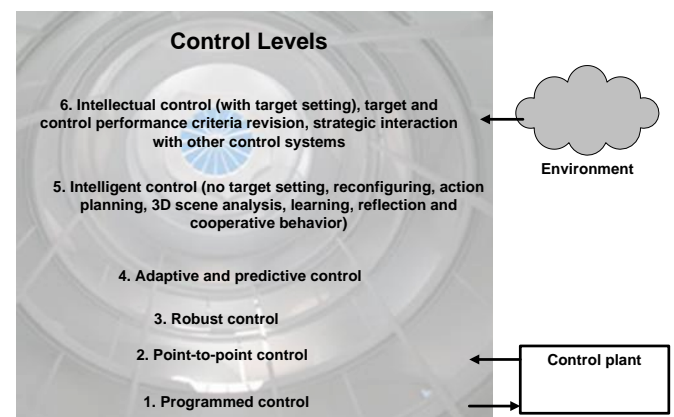 Control Levels
6. Intellectual control (with target setting), target and
control performance criteria revision, strategic interaction
with other control systems
Environment
5. Intelligent control (no target setting, reconfiguring, action
planning, 3D scene analysis, learning, reflection and
cooperative behavior)
4. Adaptive and predictive control
3. Robust control
2. Point-to-point control
Control plant
1. Programmed control